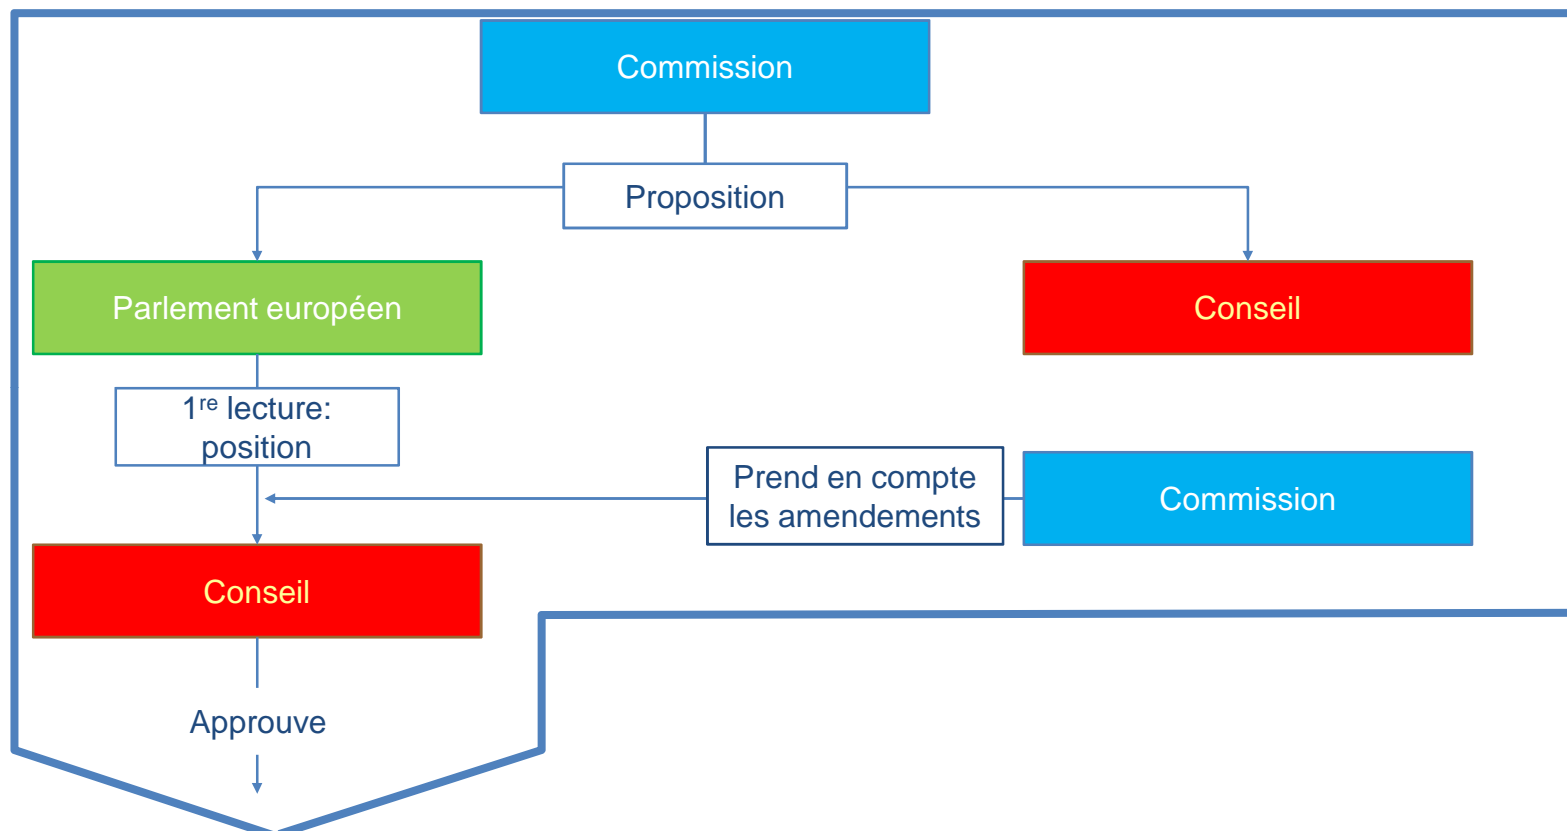 Commission
Proposition
Parlement européen
Conseil
1re lecture:
position
Prend en compte
les amendements
Commission
Conseil
Approuve